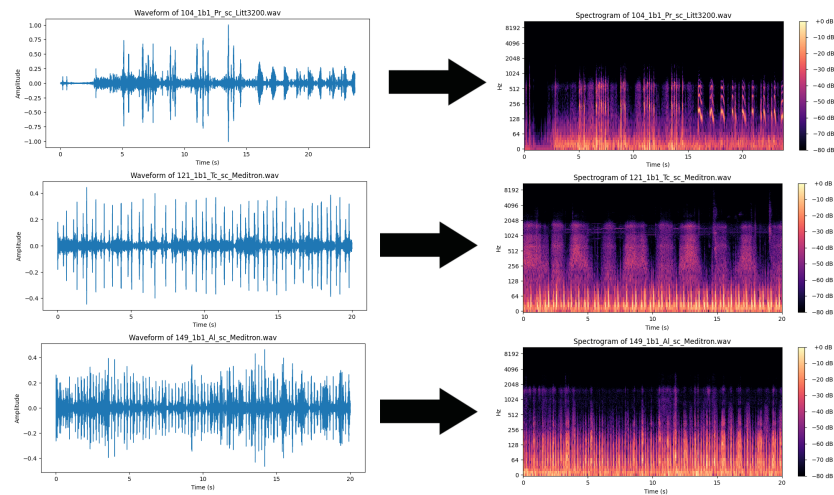 Waveform of 104_1b1_Pr_sc_Litt3200.wav
1.00
0.75
0.50
0.25
0.00
−0.25
−0.50
−0.75
−1.00
Amplitude
0
5
10
15
20
Time (s)
Spectrogram of 104_1b1_Pr_sc_Litt3200.wav
8192
4096
2048
1024
512
256
128
64
0
Hz
0
5
10
15
20
Time (s)
+0 dB
−10 dB
−20 dB
−30 dB
−40 dB
−50 dB
−60 dB
−70 dB
−80 dB
Waveform of 121_1b1_Tc_sc_Meditron.wav
0.4
0.2
0.0
−0.2
−0.4
Amplitude
0
5
10
15
20
Time (s)
Spectrogram of 121_1b1_Tc_sc_Meditron.wav
8192
4096
2048
1024
512
256
128
64
0
Hz
0
5
10
15
20
Time (s)
+0 dB
−10 dB
−20 dB
−30 dB
−40 dB
−50 dB
−60 dB
−70 dB
−80 dB
Waveform of 149_1b1_Al_sc_Meditron.wav
0.4
0.2
0.0
−0.2
−0.4
Amplitude
0
5
10
15
20
Time (s)
Spectrogram of 149_1b1_Al_sc_Meditron.wav
8192
4096
2048
1024
512
256
128
64
0
Hz
0
5
10
15
20
Time (s)
+0 dB
−10 dB
−20 dB
−30 dB
−40 dB
−50 dB
−60 dB
−70 dB
−80 dB